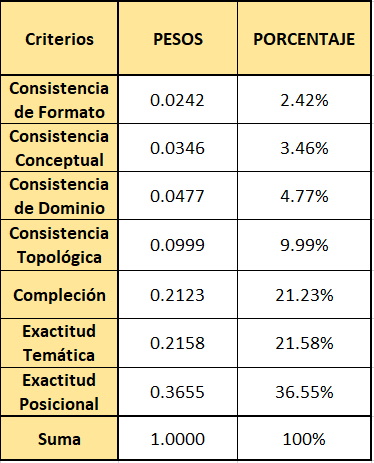 Criterios PESOS PORCENTAJE
Consistencia
de Formato 0.0242 2.42%
Consistencia
Conceptual 0.0346 3.46%
Consistencia
de Dominio 0.0477 4.77%
Consistencia
Topológica 0.0999 9.99%
Compleción 0.2123 21.23%
Exactitud
Temática 0.2158 21.58%
Exactitud
Posicional 0.3655 36.55%
Suma 1.0000 100%